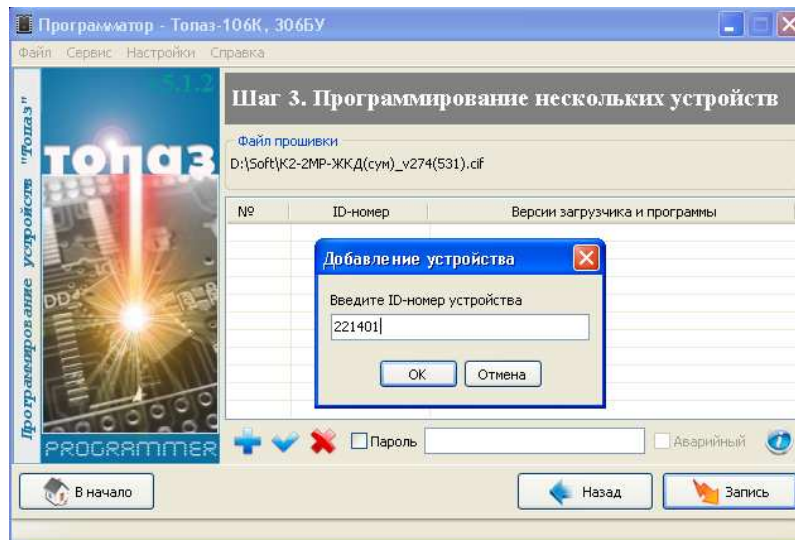 Программатор - Топаз-106К, 306БУ
Файл Сервис Настройки Справка
5.1.2
Программирование устройств "Топаз"
топаз
DD4
PROGRAMMER
Шаг 3. Программирование нескольких устройств
Файл прошивки
D:\Soft\К2-2МР-ЖКД(сум)_v274(531).cif
№ ID-номер Версии загрузчика и программы
Добавление устройства
Введите ID-номер устройства
221401
OK Отмена
Пароль Аварийный
В начало Назад Запись